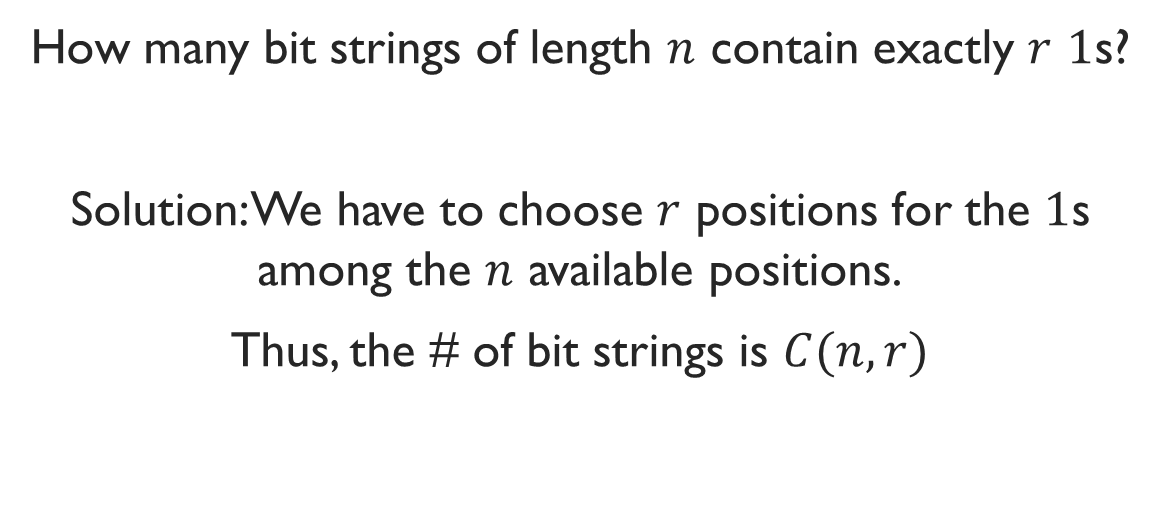 How many bit strings of length n contain exactly r 1s?
Solution:We have to choose r positions for the 1s
among the n available positions.
Thus, the # of bit strings is C(n, r)